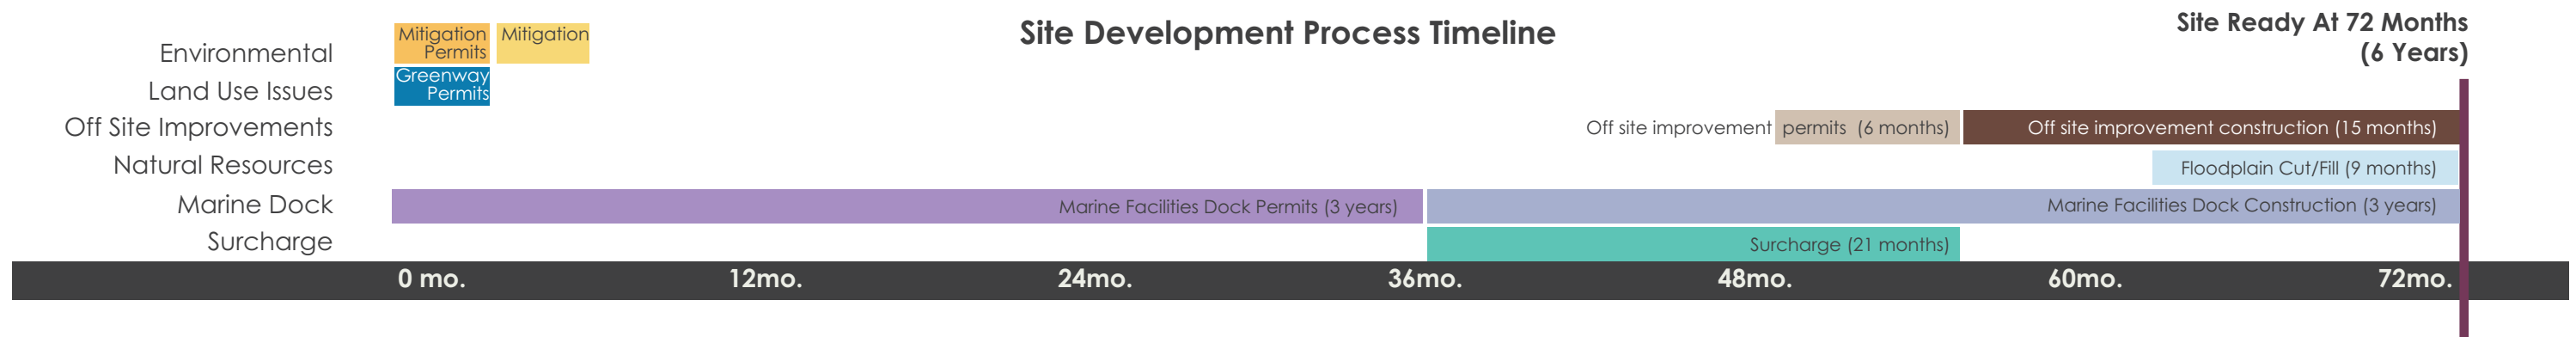 Site Development Process Timeline
Site Ready At 72 Months
(6 Years)
Environmental
Mitigation
Permits
Mitigation
Land Use Issues
Greenway
Permits
Off Site Improvements
Off site improvement permits (6 months)
Off site improvement construction (15 months)
Natural Resources
Floodplain Cut/Fill (9 months)
Marine Dock
Marine Facilities Dock Permits (3 years)
Marine Facilities Dock Construction (3 years)
Surcharge
Surcharge (21 months)
0 mo.
12mo.
24mo.
36mo.
48mo.
60mo.
72mo.